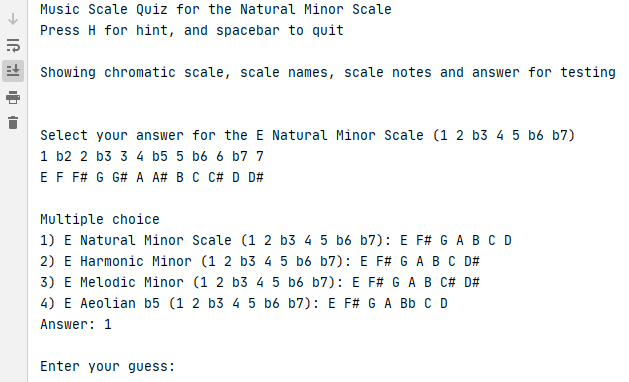 Music Scale Quiz for the Natural Minor Scale
Press H for hint, and spacebar to quit
Showing chromatic scale, scale names, scale notes and answer for testing
Select your answer for the E Natural Minor Scale (1 2 b3 4 5 b6 b7)
1 b2 2 b3 3 4 b5 5 b6 6 b7 7
E F F# G G# A A# B C C# D D#
Multiple choice
1) E Natural Minor Scale (1 2 b3 4 5 b6 b7): E F# G A B C D
2) E Harmonic Minor (1 2 b3 4 5 b6 b7): E F# G A B C D#
3) E Melodic Minor (1 2 b3 4 5 b6 b7): E F# G A B C# D#
4) E Aeolian b5 (1 2 b3 4 5 b6 b7): E F# G A Bb C D
Answer: 1
Enter your guess: